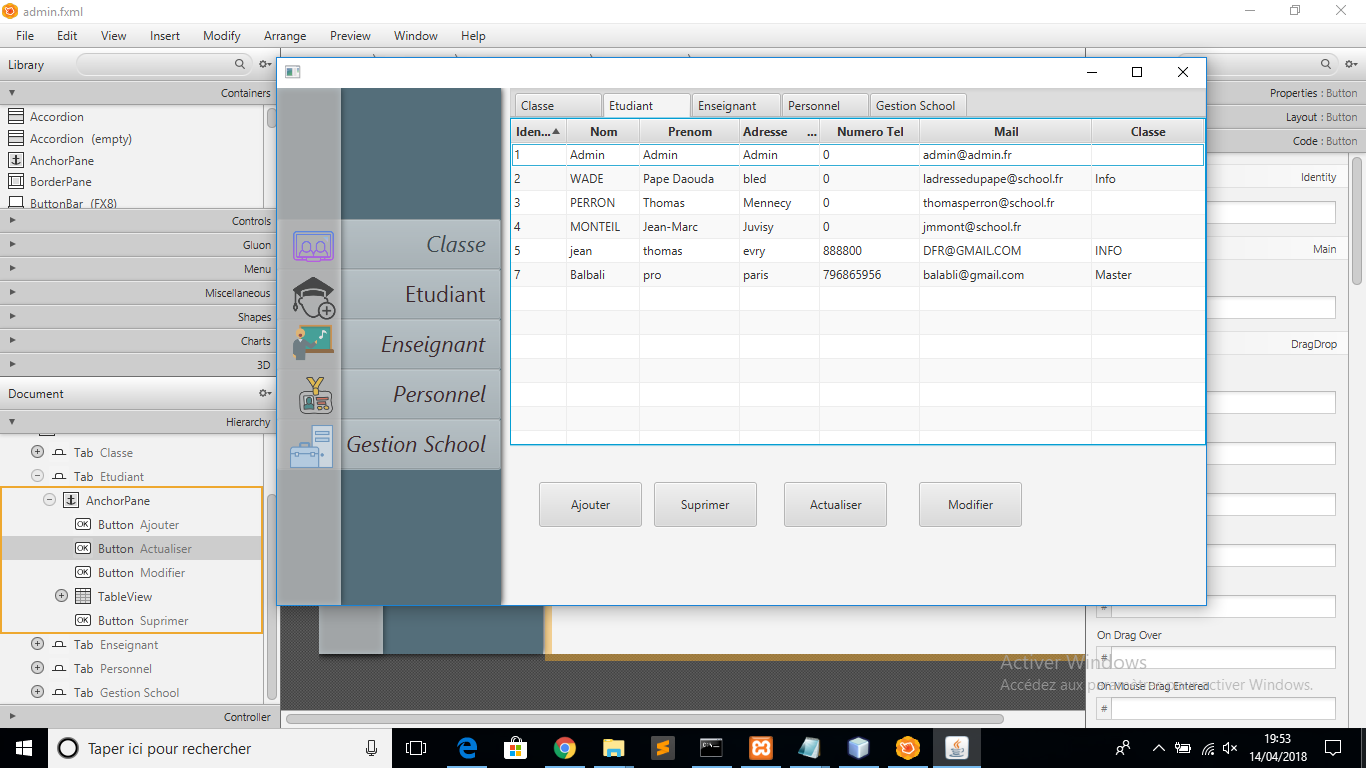 admin.fxml
File Edit View Insert Modify Arrange Preview Window Help
Library
Containers
Accordion
Accordion (empty)
AnchorPane
BorderPane
ButtonBar (FX8)
Controls
Gluon
Menu
Miscellaneous
Shapes
Charts
3D
Document
Hierarchy
Tab Classe
Tab Etudiant
AnchorPane
OK Button Ajouter
OK Button Actualiser
OK Button Modifier
TableView
OK Button Suprimer
Tab Enseignant
Tab Personnel
Tab Gestion School
Controller
Classe
Etudiant
Enseignant
Personnel
Gestion School
Classe Etudiant Enseignant Personnel Gestion School
Iden... Nom Prenom Adresse ... Numero Tel Mail Classe
1 Admin Admin Admin 0 admin@admin.fr
2 WADE Pape Daouda bled 0 ladressedupape@school.fr Info
3 PERRON Thomas Mennecy 0 thomasperron@school.fr
4 MONTEIL Jean-Marc Juvisy 0 jmmont@school.fr
5 jean thomas evry 888800 DFR@GMAIL.COM INFO
7 Balbali pro paris 796865956 balabli@gmail.com Master
Ajouter Suprimer Actualiser Modifier
Properties : Button
Layout : Button
Code : Button
Identity
Main
DragDrop
#
On Drag Over
#
On Mouse Drag Entered
#
Activer Windows
Accédez aux paramètres pour activer Windows.
Taper ici pour rechercher
19:53
14/04/2018